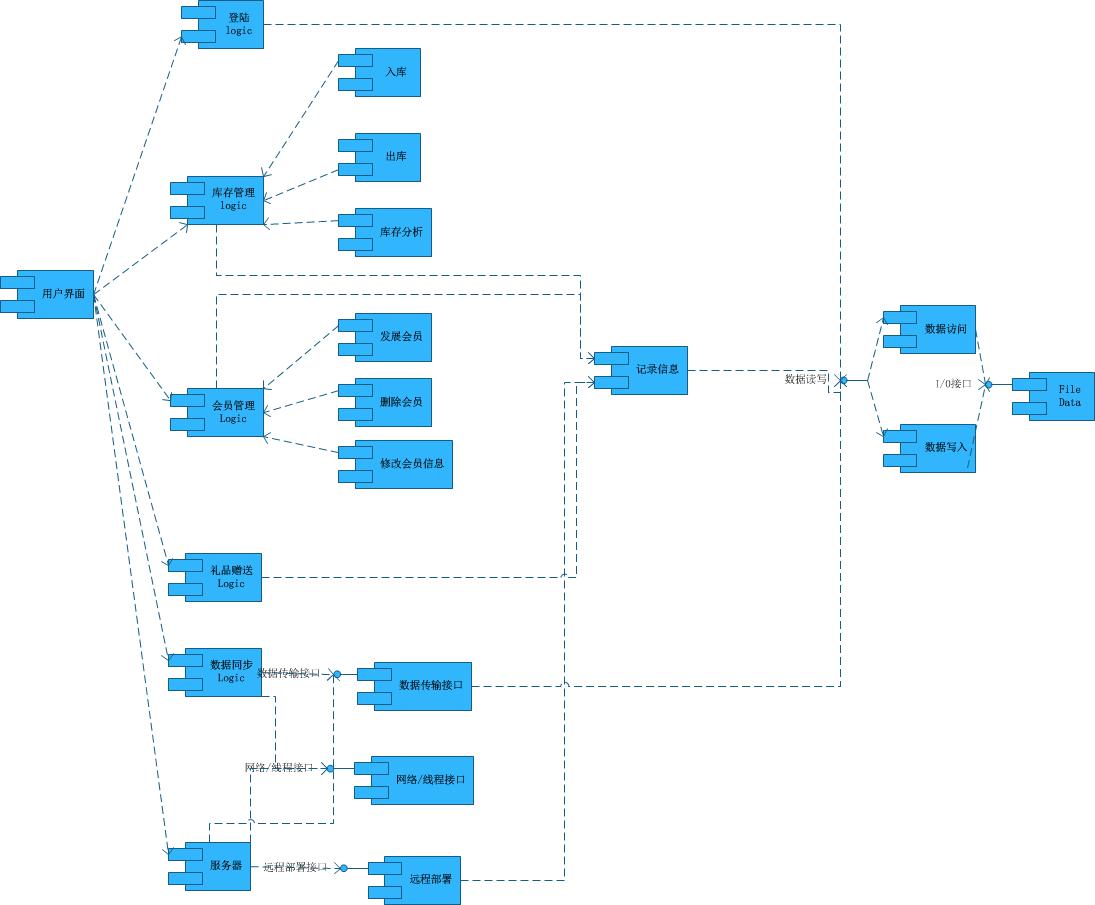 登陆
logic
入库
出库
库存管理
logic
库存分析
用户界面
发展会员
删除会员
会员管理
Logic
修改会员信息
记录信息
数据读写
数据访问
I/O接口
File
Data
数据写入
礼品赠送
Logic
数据同步
Logic
数据传输接口
数据传输接口
网络/线程接口
网络/线程接口
服务器
远程部署接口
远程部署